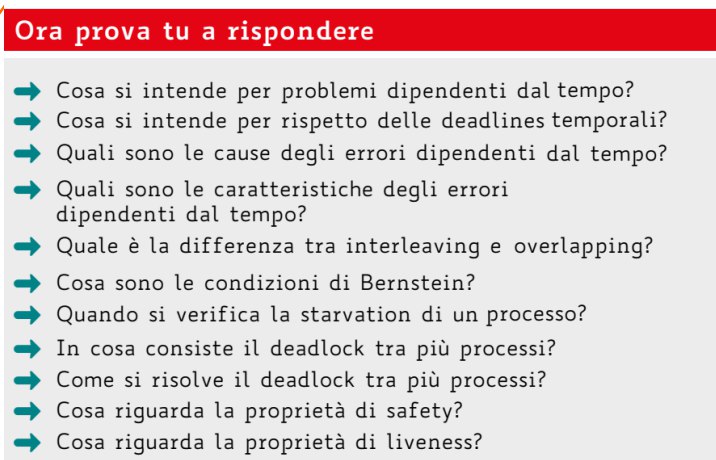 Ora prova tu a rispondere
Cosa si intende per problemi dipendenti dal tempo?
Cosa si intende per rispetto delle deadlines temporali?
Quali sono le cause degli errori dipendenti dal tempo?
Quali sono le caratteristiche degli errori
dipendenti dal tempo?
Quale è la differenza tra interleaving e overlapping?
Cosa sono le condizioni di Bernstein?
Quando si verifica la starvation di un processo?
In cosa consiste il deadlock tra più processi?
Come si risolve il deadlock tra più processi?
Cosa riguarda la proprietà di safety?
Cosa riguarda la proprietà di liveness?